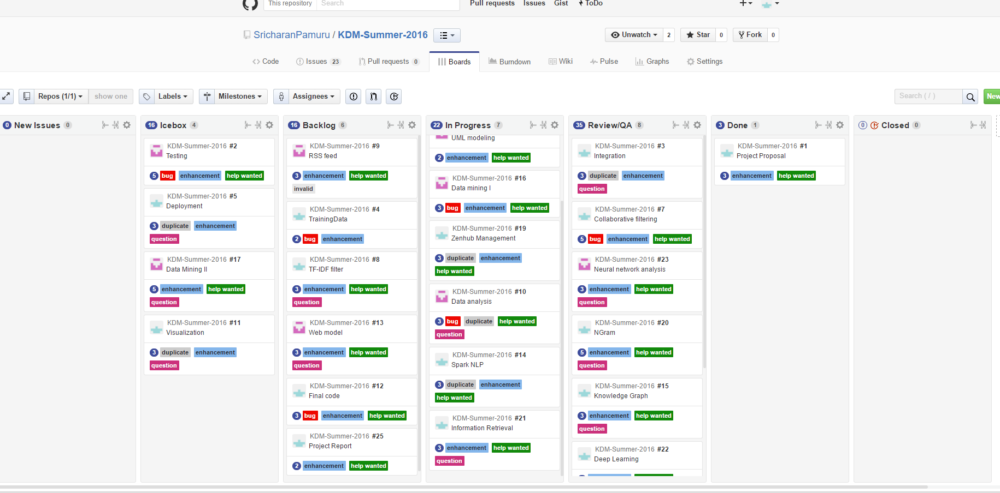 This repository Search Pull requests Issues Gist ToDo
SricharanPamuru / KDM-Summer-2016
Unwatch 2 Star 0 Fork 0
Code Issues 23 Pull requests 0 Boards Burndown Wiki Pulse Graphs Settings
Repos (1/1) show one Labels Milestones Assignees Search ( / ) New
0 New Issues 0
16 Icebox 4
KDM-Summer-2016 #2
Testing
5 bug enhancement help wanted
KDM-Summer-2016 #5
Deployment
3 duplicate enhancement
question
KDM-Summer-2016 #17
Data Mining II
5 enhancement help wanted
question
KDM-Summer-2016 #11
Visualization
3 duplicate enhancement
question
16 Backlog 6
KDM-Summer-2016 #9
RSS feed
3 enhancement help wanted
invalid
KDM-Summer-2016 #4
TrainingData
2 bug enhancement
KDM-Summer-2016 #8
TF-IDF filter
3 enhancement help wanted
question
KDM-Summer-2016 #13
Web model
3 enhancement help wanted
question
KDM-Summer-2016 #12
Final code
3 bug enhancement help wanted
KDM-Summer-2016 #25
Project Report
2 enhancement help wanted
22 In Progress 7
UML modeling
2 enhancement help wanted
KDM-Summer-2016 #16
Data mining I
3 bug enhancement help wanted
KDM-Summer-2016 #19
Zenhub Management
3 duplicate enhancement
help wanted
KDM-Summer-2016 #10
Data analysis
3 bug duplicate help wanted
question
KDM-Summer-2016 #14
Spark NLP
3 duplicate enhancement
help wanted
KDM-Summer-2016 #21
Information Retrieval
3 enhancement help wanted
question
35 Review/QA 8
KDM-Summer-2016 #3
Integration
3 duplicate enhancement
question
KDM-Summer-2016 #7
Collaborative filtering
5 bug enhancement help wanted
KDM-Summer-2016 #23
Neural network analysis
3 enhancement help wanted
question
KDM-Summer-2016 #20
NGram
5 enhancement help wanted
question
KDM-Summer-2016 #15
Knowledge Graph
3 enhancement help wanted
question
KDM-Summer-2016 #22
Deep Learning
3 Done 1
KDM-Summer-2016 #1
Project Proposal
3 enhancement help wanted
0 Closed 0